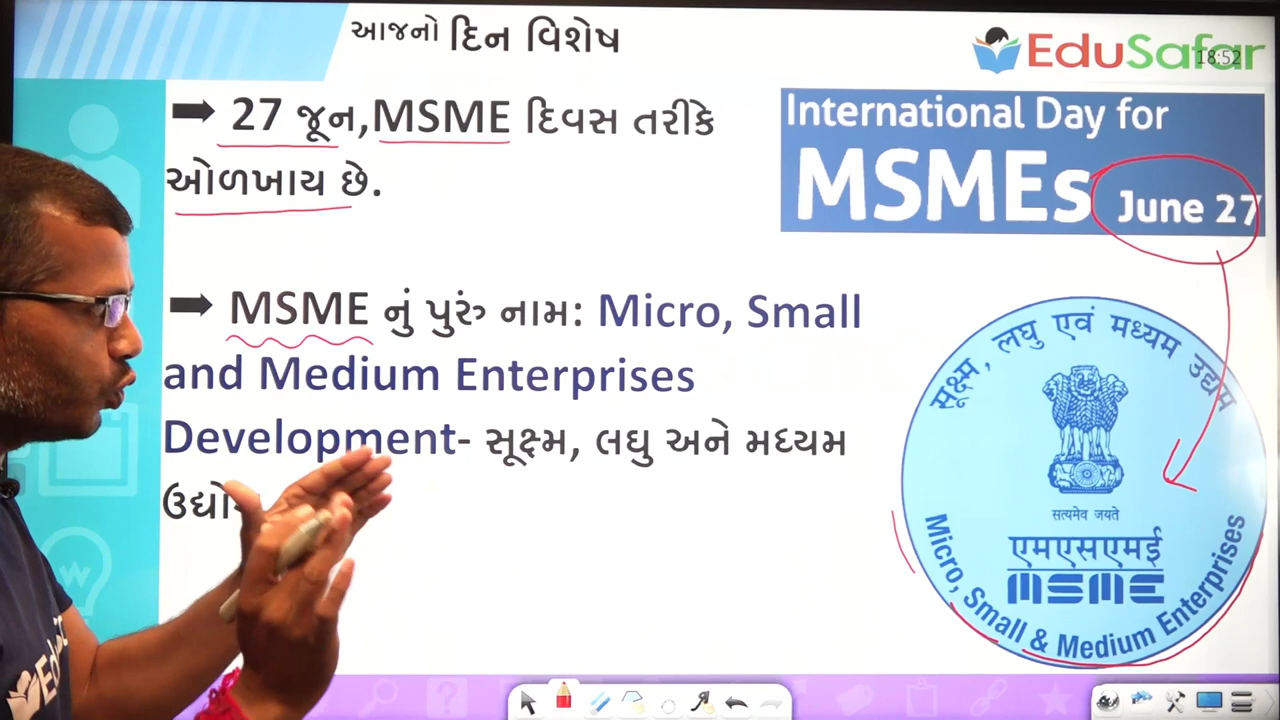 આજનો દિન વિશેષ
EduSafar
18:52
27 જૂન,MSME દિવસ તરીકે
ઓળખાય છે.
International Day for
MSMEs June 27
MSME નું પુરું નામ: Micro, Small
and Medium Enterprises
Development- સૂક્ષ્મ, લઘુ અને મધ્યમ
सूक्ष्म, लघु एवं मध्यम उद्यम
सत्यमेव जयते
एमएसएमई
MSME
Micro, Small & Medium Enterprises